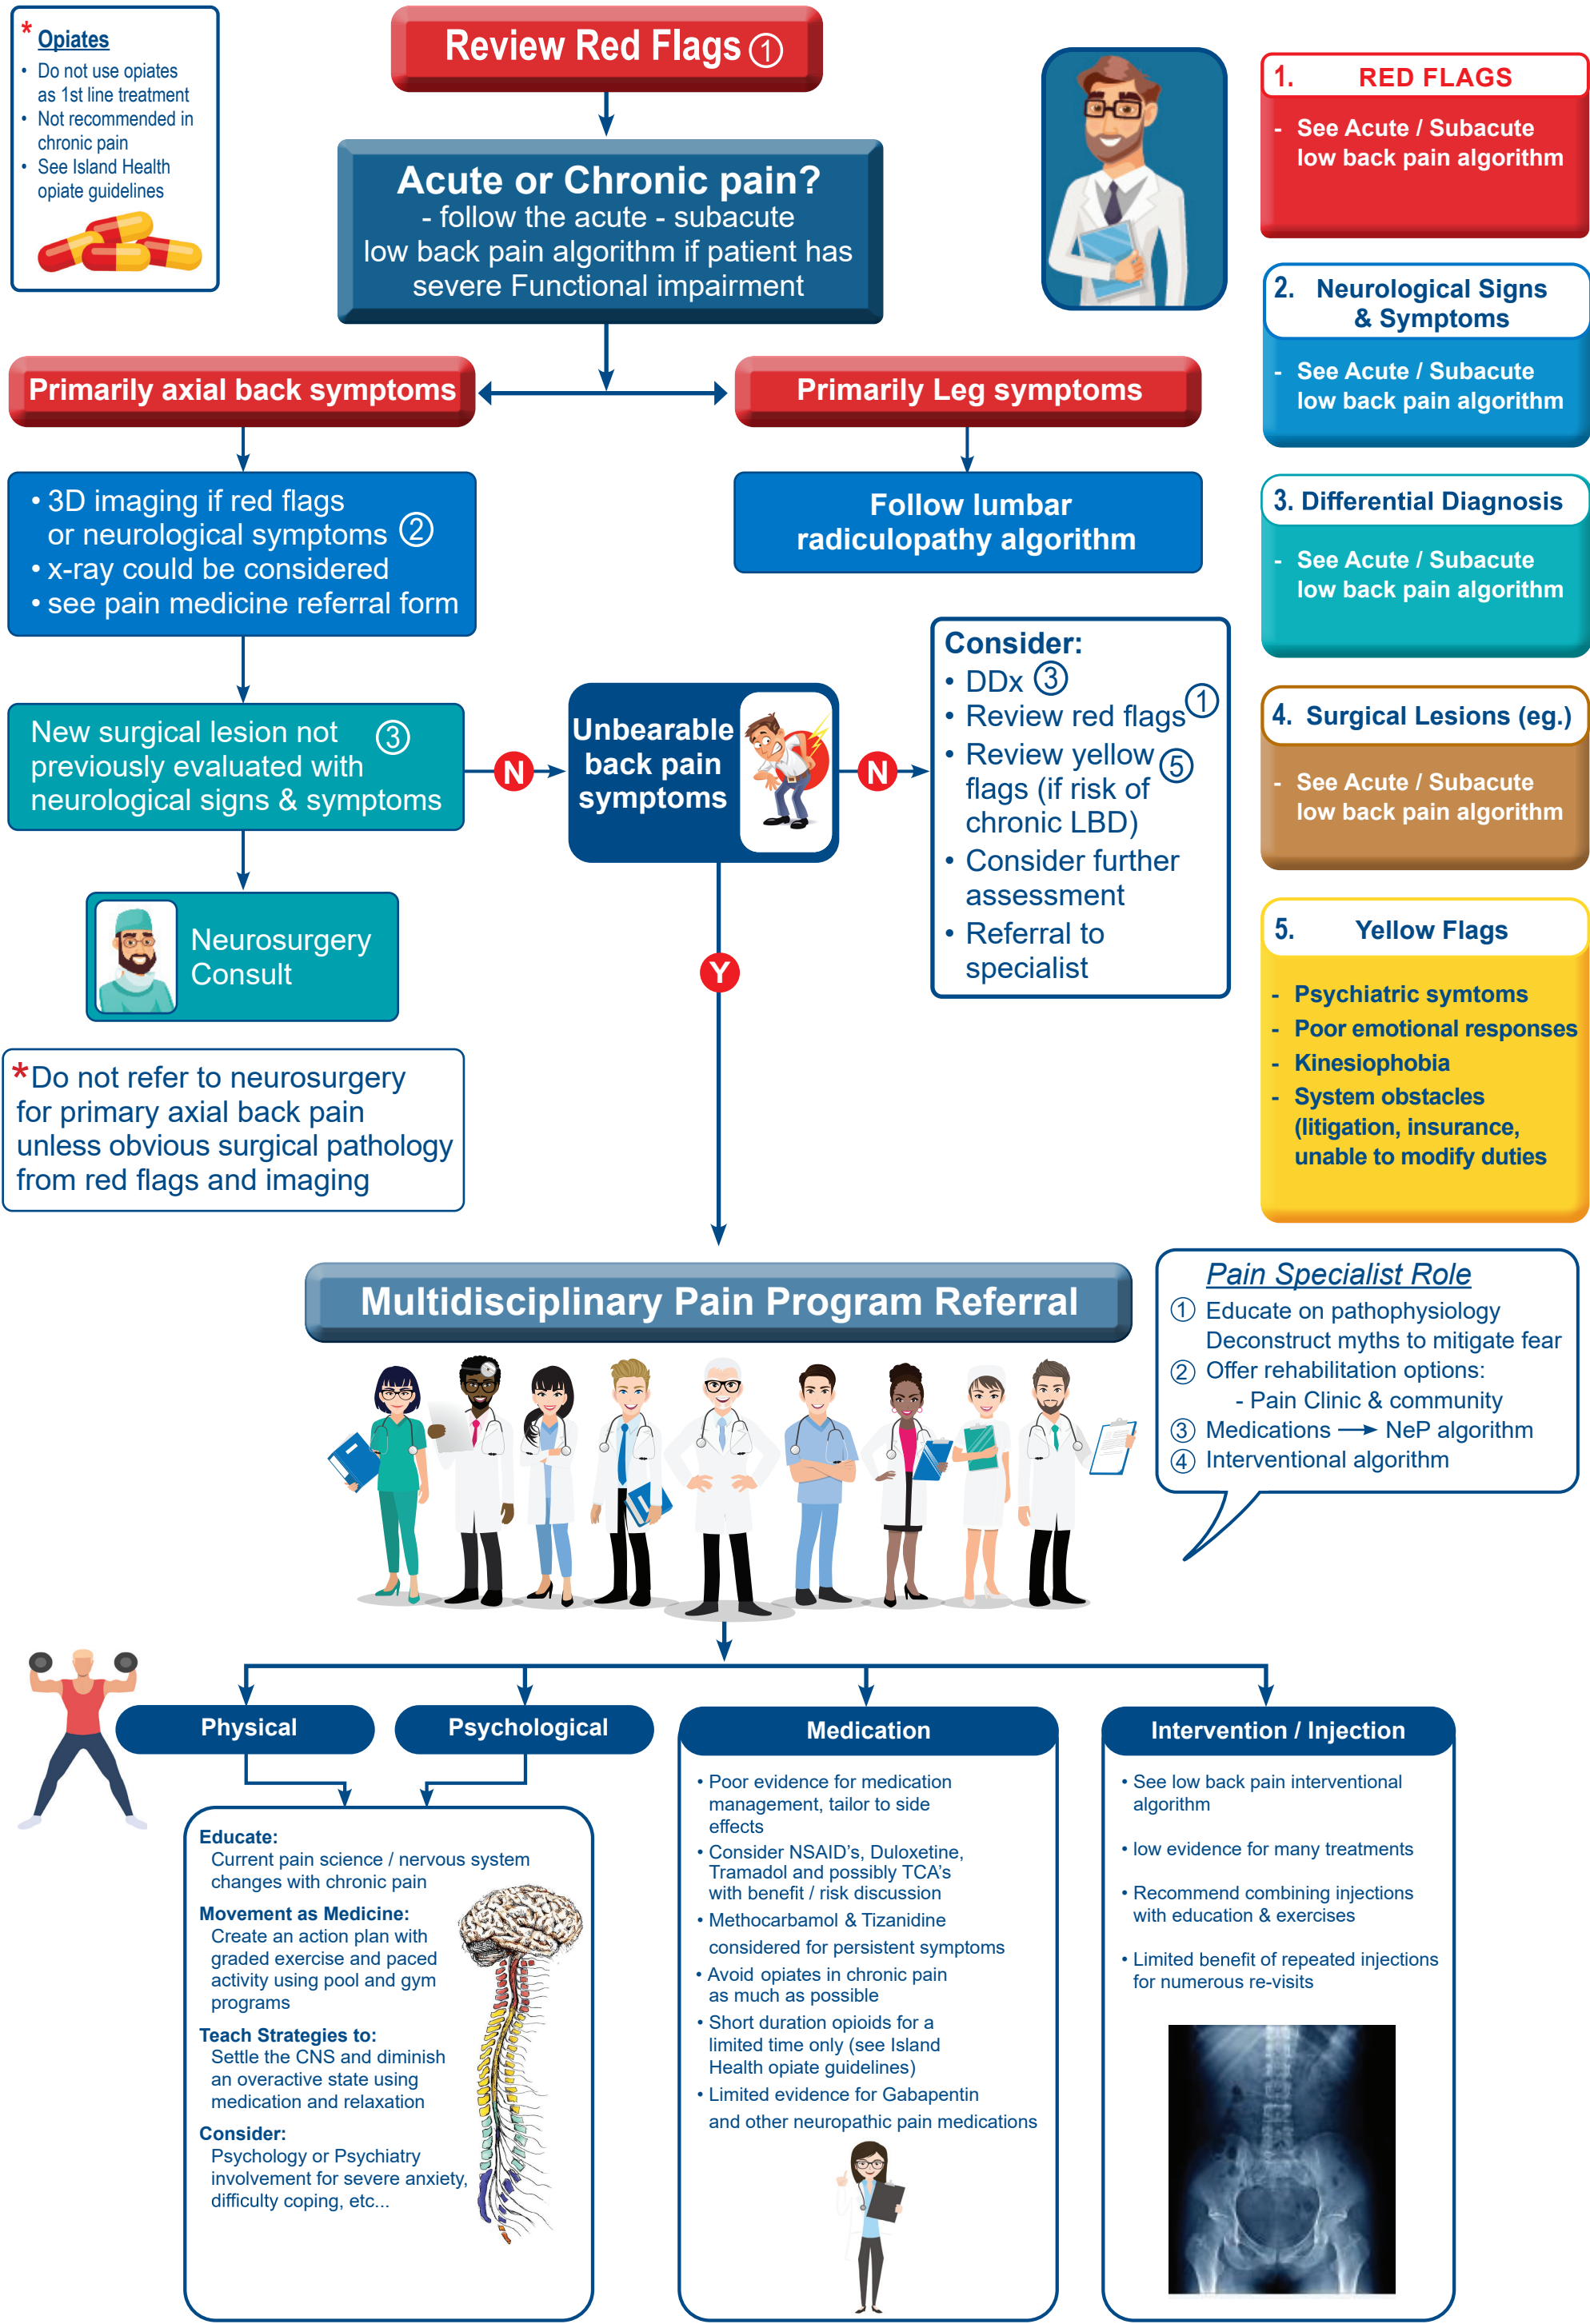 * Opiates
• Do not use opiates
as 1st line treatment
• Not recommended in
chronic pain
• See Island Health
opiate guidelines
Review Red Flags ①
Acute or Chronic pain?
- follow the acute - subacute
low back pain algorithm if patient has
severe Functional impairment
Primarily axial back symptoms
Primarily Leg symptoms
• 3D imaging if red flags
or neurological symptoms ②
• x-ray could be considered
• see pain medicine referral form
Follow lumbar
radiculopathy algorithm
New surgical lesion not ③
previously evaluated with
neurological signs & symptoms
N
Unbearable
back pain
symptoms
N
Consider:
• DDx ③
• Review red flags ①
• Review yellow ⑤
flags (if risk of
chronic LBD)
• Consider further
assessment
• Referral to
specialist
Neurosurgery
Consult
Y
*Do not refer to neurosurgery
for primary axial back pain
unless obvious surgical pathology
from red flags and imaging
1. RED FLAGS
- See Acute / Subacute
low back pain algorithm
2. Neurological Signs
& Symptoms
- See Acute / Subacute
low back pain algorithm
3. Differential Diagnosis
- See Acute / Subacute
low back pain algorithm
4. Surgical Lesions (eg.)
- See Acute / Subacute
low back pain algorithm
5. Yellow Flags
- Psychiatric symtoms
- Poor emotional responses
- Kinesiophobia
- System obstacles
(litigation, insurance,
unable to modify duties
Multidisciplinary Pain Program Referral
Pain Specialist Role
① Educate on pathophysiology
Deconstruct myths to mitigate fear
② Offer rehabilitation options:
- Pain Clinic & community
③ Medications → NeP algorithm
④ Interventional algorithm
Physical
Psychological
Educate:
Current pain science / nervous system
changes with chronic pain
Movement as Medicine:
Create an action plan with
graded exercise and paced
activity using pool and gym
programs
Teach Strategies to:
Settle the CNS and diminish
an overactive state using
medication and relaxation
Consider:
Psychology or Psychiatry
involvement for severe anxiety,
difficulty coping, etc...
Medication
• Poor evidence for medication
management, tailor to side
effects
• Consider NSAID's, Duloxetine,
Tramadol and possibly TCA's
with benefit / risk discussion
• Methocarbamol & Tizanidine
considered for persistent symptoms
• Avoid opiates in chronic pain
as much as possible
• Short duration opioids for a
limited time only (see Island
Health opiate guidelines)
• Limited evidence for Gabapentin
and other neuropathic pain medications
Intervention / Injection
• See low back pain interventional
algorithm
• low evidence for many treatments
• Recommend combining injections
with education & exercises
• Limited benefit of repeated injections
for numerous re-visits